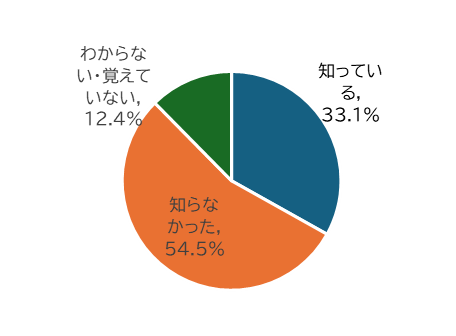 わからな
い・覚えて
いない,
12.4%
知ってい
る,
33.1%
知らな
かった,
54.5%